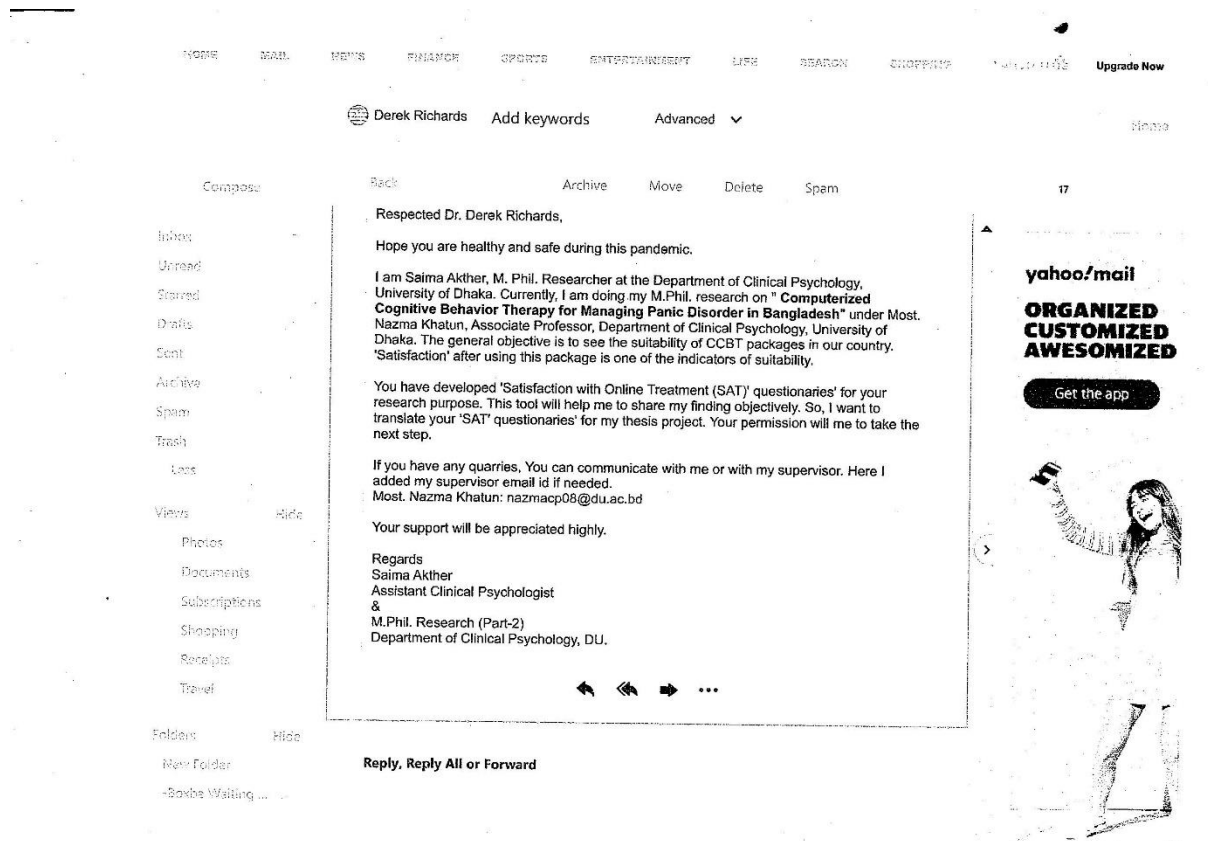 HOME MAIL NEWS FINANCE SPORTS ENTERTAINMENT LIFE SEARCH SHOPPING Upgrade Now
Derek Richards Add keywords Advanced
Home
Compose Back Archive Move Delete Spam 17
Respected Dr. Derek Richards,
Hope you are healthy and safe during this pandemic.
I am Saima Akther, M. Phil. Researcher at the Department of Clinical Psychology,
University of Dhaka. Currently, I am doing my M.Phil. research on " Computerized
Cognitive Behavior Therapy for Managing Panic Disorder in Bangladesh" under Most.
Nazma Khatun, Associate Professor, Department of Clinical Psychology, University of
Dhaka. The general objective is to see the suitability of CCBT packages in our country.
'Satisfaction' after using this package is one of the indicators of suitability.
You have developed 'Satisfaction with Online Treatment (SAT)' questionaries' for your
research purpose. This tool will help me to share my finding objectively. So, I want to
translate your 'SAT' questionaries' for my thesis project. Your permission will me to take the
next step.
If you have any quarries, You can communicate with me or with my supervisor. Here I
added my supervisor email id if needed.
Most. Nazma Khatun: nazmacp08@du.ac.bd
Your support will be appreciated highly.
Regards
Saima Akther
Assistant Clinical Psychologist
&
M.Phil. Research (Part-2)
Department of Clinical Psychology, DU.
Reply, Reply All or Forward
Inbox
Unread
Starred
Drafts
Sent
Archive
Spam
Trash
Less
Views Hide
Photos
Documents
Subscriptions
Shopping
Receipts
Travel
Folders Hide
New Folder
-Boxbe Waiting ...
yahoo!mail
ORGANIZED
CUSTOMIZED
AWESOMIZED
Get the app